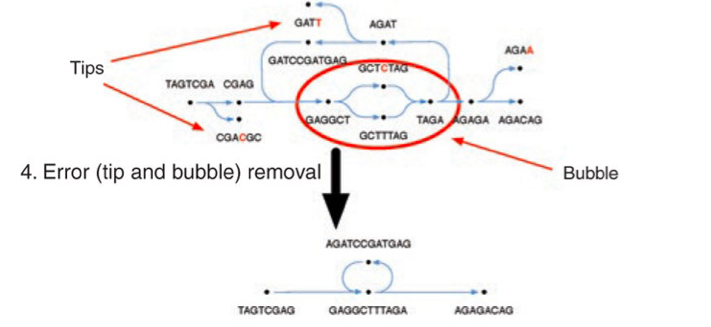 GATT
AGAT
AGAA
Tips
GATCCGATGAG
GCTCTAG
TAGTCGA
CGAG
GAGGCT
TAGA
AGAGA
AGACAG
CGACGC
GCTTTAG
4. Error (tip and bubble) removal
Bubble
AGATCCGATGAG
TAGTCGAG
GAGGCTTTAGA
AGAGACAG